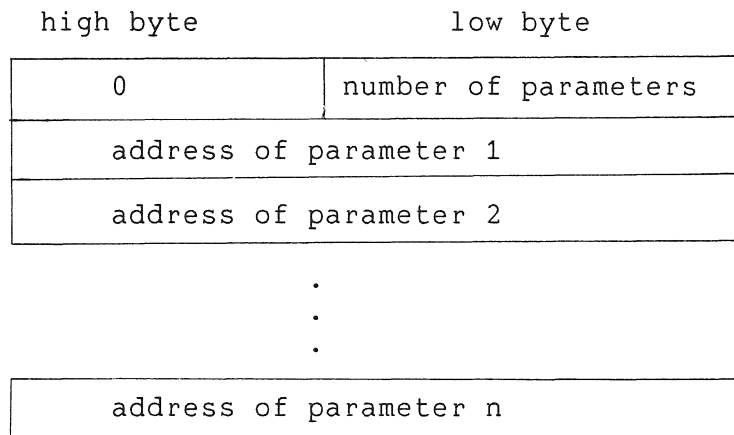 high byte low byte
0 number of parameters
address of parameter 1
address of parameter 2
.
.
.
address of parameter n